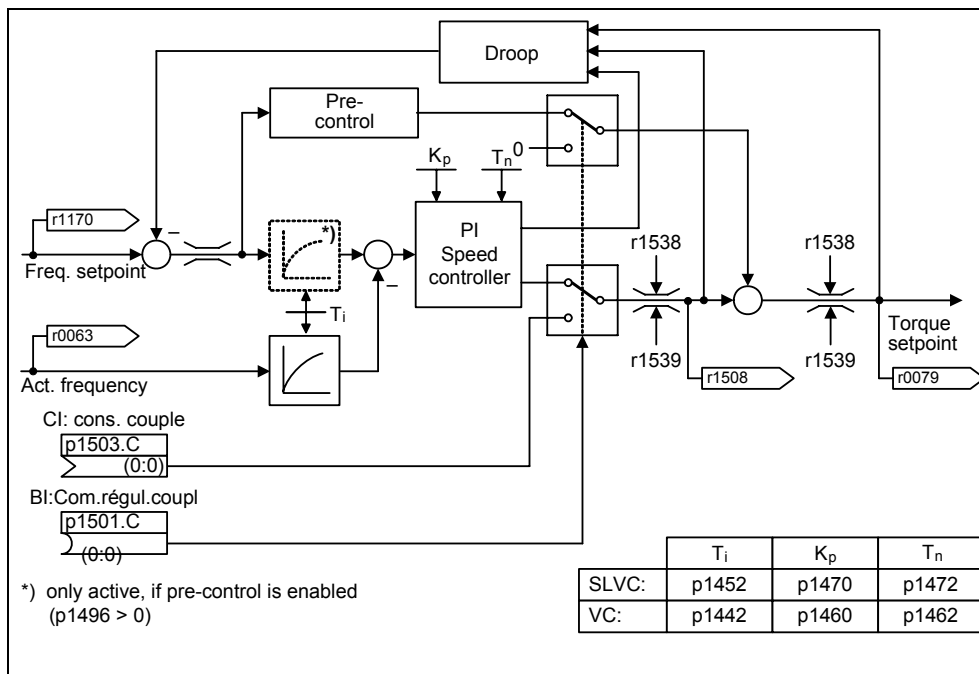 Droop
Pre-
control
Kp
Tn
0
r1170
*)
PI
Speed
controller
r1538
r1538
Freq. setpoint
Ti
r0063
Torque
setpoint
r1539
r1539
Act. frequency
r1508
r0079
CI: cons. couple
p1503.C
(0:0)
BI:Com.régul.coupl
p1501.C
(0:0)
Ti Kp Tn
SLVC: p1452 p1470 p1472
VC: p1442 p1460 p1462
*) only active, if pre-control is enabled
(p1496 > 0)